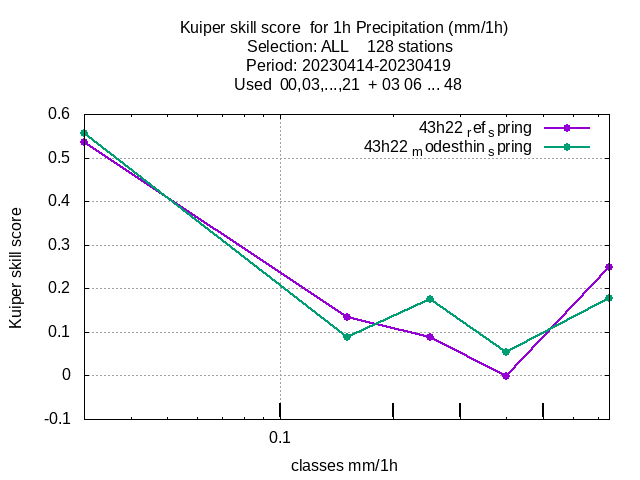 Kuiper skill score  for 1h Precipitation (mm/1h)
Selection: ALL    128 stations
Period: 20230414-20230419
Used  00,03,...,21  + 03 06 ... 48
43h22 ref spring
43h22 modesthin spring
Kuiper skill score
0.6
0.5
0.4
0.3
0.2
0.1
0
-0.1
0.1
classes mm/1h